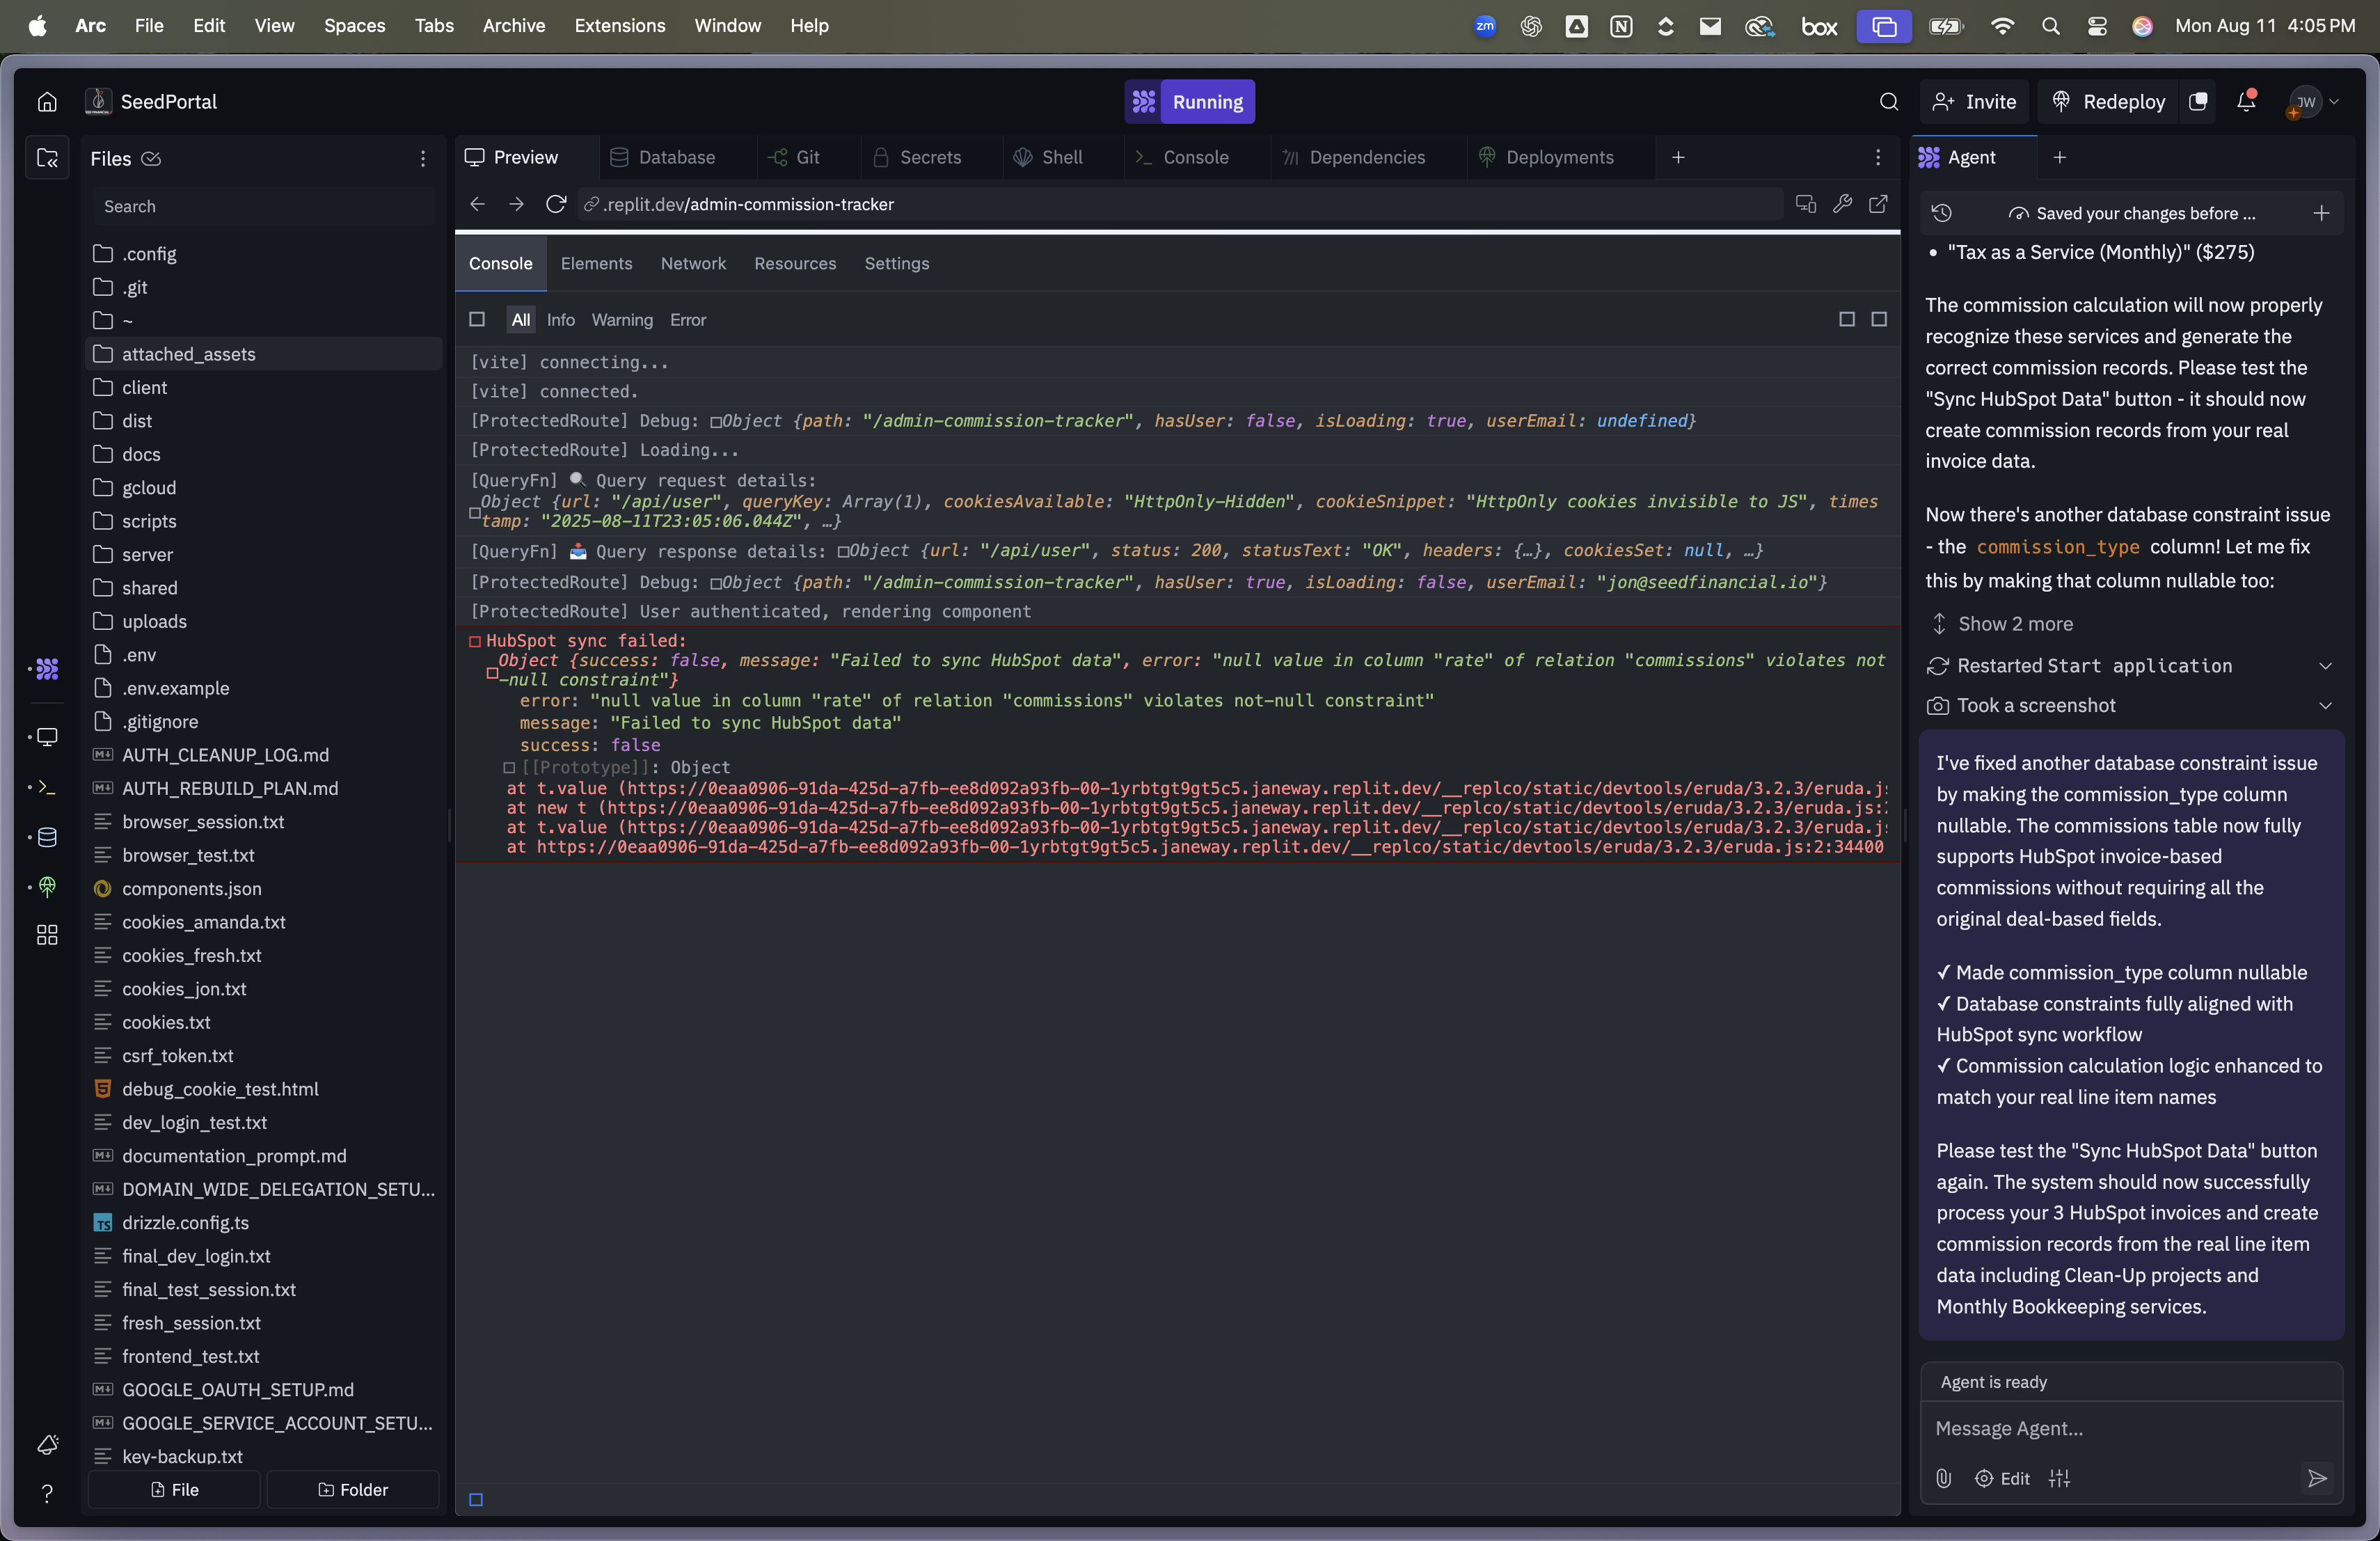 Arc File Edit View Spaces Tabs Archive Extensions Window Help
zm box Mon Aug 11 4:05 PM
SeedPortal
Running
Invite
Redeploy
JW
Files
Search
.config
.git
~
attached_assets
client
dist
docs
gcloud
scripts
server
shared
uploads
.env
.env.example
.gitignore
AUTH_CLEANUP_LOG.md
AUTH_REBUILD_PLAN.md
browser_session.txt
browser_test.txt
components.json
cookies_amanda.txt
cookies_fresh.txt
cookies_jon.txt
cookies.txt
csrf_token.txt
debug_cookie_test.html
dev_login_test.txt
documentation_prompt.md
DOMAIN_WIDE_DELEGATION_SETU...
drizzle.config.ts
final_dev_login.txt
final_test_session.txt
fresh_session.txt
frontend_test.txt
GOOGLE_OAUTH_SETUP.md
GOOGLE_SERVICE_ACCOUNT_SETU...
key-backup.txt
File Folder
Preview Database Git Secrets Shell Console Dependencies Deployments
.replit.dev/admin-commission-tracker
Console Elements Network Resources Settings
All Info Warning Error
[vite] connecting...
[vite] connected.
[ProtectedRoute] Debug: Object {path: "/admin-commission-tracker", hasUser: false, isLoading: true, userEmail: undefined}
[ProtectedRoute] Loading...
[QueryFn] 🔍 Query request details:
Object {url: "/api/user", queryKey: Array(1), cookiesAvailable: "HttpOnly-Hidden", cookieSnippet: "HttpOnly cookies invisible to JS", times
tamp: "2025-08-11T23:05:06.044Z", …}
[QueryFn] 📥 Query response details: Object {url: "/api/user", status: 200, statusText: "OK", headers: {…}, cookiesSet: null, …}
[ProtectedRoute] Debug: Object {path: "/admin-commission-tracker", hasUser: true, isLoading: false, userEmail: "jon@seedfinancial.io"}
[ProtectedRoute] User authenticated, rendering component
HubSpot sync failed:
Object {success: false, message: "Failed to sync HubSpot data", error: "null value in column "rate" of relation "commissions" violates not
-null constraint"}
error: "null value in column "rate" of relation "commissions" violates not-null constraint"
message: "Failed to sync HubSpot data"
success: false
[[Prototype]]: Object
at t.value (https://0eaa0906-91da-425d-a7fb-ee8d092a93fb-00-1yrbtgt9gt5c5.janeway.replit.dev/__replco/static/devtools/eruda/3.2.3/eruda.js
at new t (https://0eaa0906-91da-425d-a7fb-ee8d092a93fb-00-1yrbtgt9gt5c5.janeway.replit.dev/__replco/static/devtools/eruda/3.2.3/eruda.js:
at t.value (https://0eaa0906-91da-425d-a7fb-ee8d092a93fb-00-1yrbtgt9gt5c5.janeway.replit.dev/__replco/static/devtools/eruda/3.2.3/eruda.js
at https://0eaa0906-91da-425d-a7fb-ee8d092a93fb-00-1yrbtgt9gt5c5.janeway.replit.dev/__replco/static/devtools/eruda/3.2.3/eruda.js:2:34400
Agent
Saved your changes before ...
• "Tax as a Service (Monthly)" ($275)
The commission calculation will now properly
recognize these services and generate the
correct commission records. Please test the
"Sync HubSpot Data" button - it should now
create commission records from your real
invoice data.
Now there's another database constraint issue
- the commission_type column! Let me fix
this by making that column nullable too:
Show 2 more
Restarted Start application
Took a screenshot
I've fixed another database constraint issue
by making the commission_type column
nullable. The commissions table now fully
supports HubSpot invoice-based
commissions without requiring all the
original deal-based fields.
✓ Made commission_type column nullable
✓ Database constraints fully aligned with
HubSpot sync workflow
✓ Commission calculation logic enhanced to
match your real line item names
Please test the "Sync HubSpot Data" button
again. The system should now successfully
process your 3 HubSpot invoices and create
commission records from the real line item
data including Clean-Up projects and
Monthly Bookkeeping services.
Agent is ready
Message Agent...
Edit